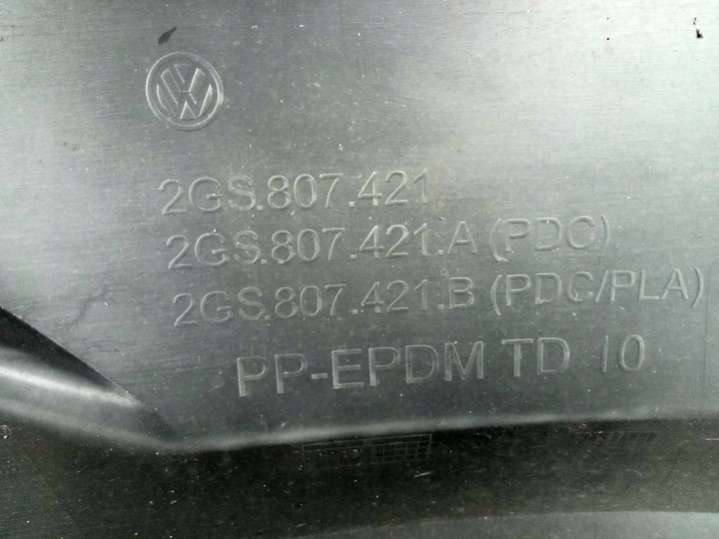 2GS.807.421
2GS.807.421.A (PDC)
2GS.807.421.B (PDC/PLA)
PP-EPDM TD 10